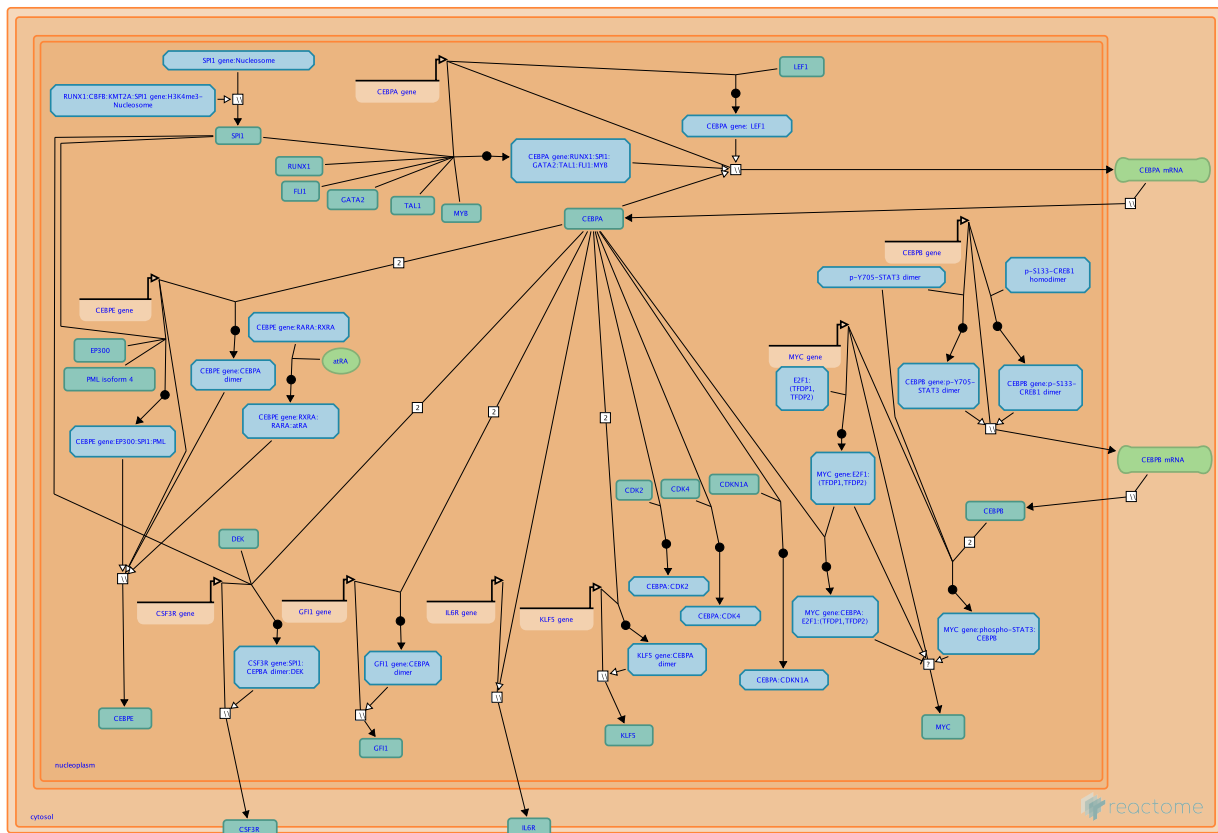 SPI1 gene:Nucleosome
RUNX1:CBFB:KMT2A:SPI1 gene:H3K4me3-
Nucleosome
\\
SPI1
CEBPA gene
LEF1
CEBPA gene: LEF1
RUNX1
FLI1
GATA2
TAL1
MYB
CEBPA gene:RUNX1:SPI1:
GATA2:TAL1:FLI1:MYB
\\
CEBPA mRNA
\\
CEBPA
2
CEBPB gene
p-Y705-STAT3 dimer
p-S133-CREB1
homodimer
CEBPE gene
EP300
PML isoform 4
CEBPE gene:RARA:RXRA
atRA
CEBPE gene:CEBPA
dimer
CEBPE gene:RXRA:
RARA:atRA
CEBPE gene:EP300:SPI1:PML
2
2
2
MYC gene
E2F1:
(TFDP1,
TFDP2)
CEBPB gene:p-Y705-
STAT3 dimer
CEBPB gene:p-S133-
CREB1 dimer
\\
CEBPB mRNA
\\
MYC gene:E2F1:
(TFDP1,TFDP2)
CDK2
CDK4
CDKN1A
CEBPB
2
DEK
\\
CSF3R gene
GFI1 gene
IL6R gene
KLF5 gene
CEBPA:CDK2
CEBPA:CDK4
MYC gene:CEBPA:
E2F1:(TFDP1,TFDP2)
MYC gene:phospho-STAT3:
CEBPB
CSF3R gene:SPI1:
CEPBA dimer:DEK
GFI1 gene:CEBPA
dimer
KLF5 gene:CEBPA
dimer
CEBPA:CDKN1A
?
\\
\\
\\
\\
CEBPE
GFI1
KLF5
MYC
nucleoplasm
cytosol
CSF3R
IL6R
reactome